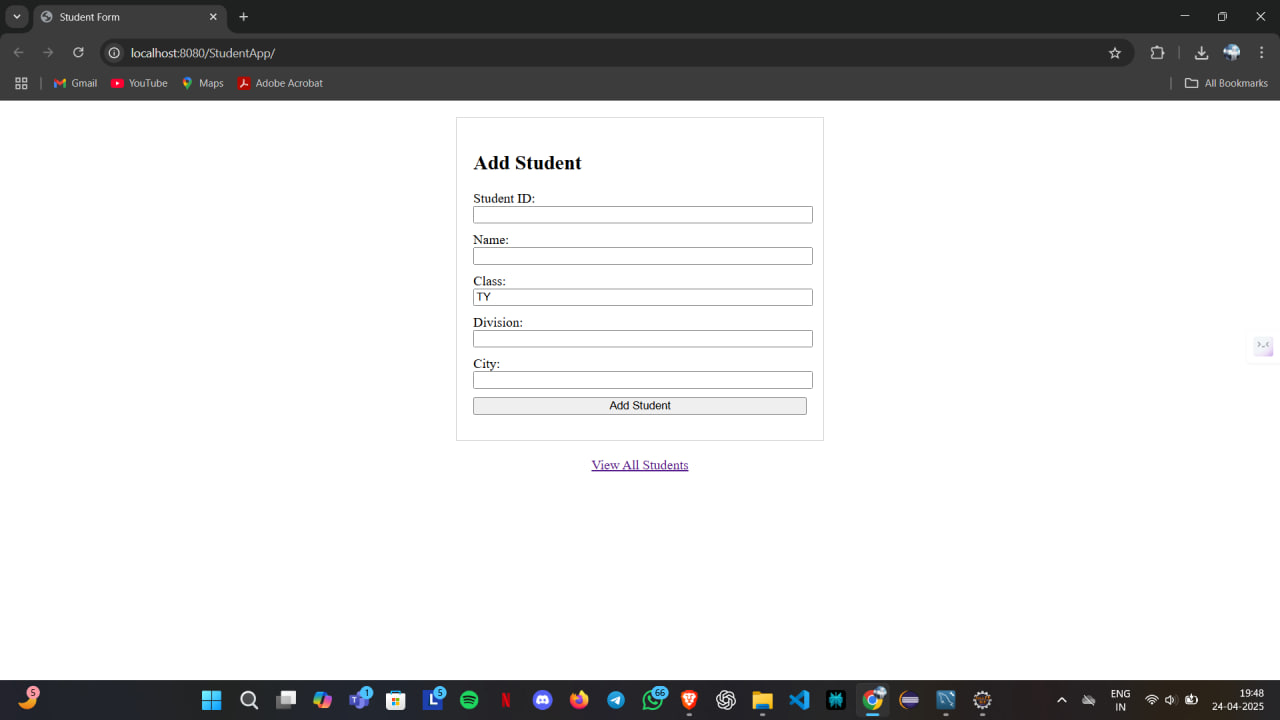 Student Form
localhost:8080/StudentApp/
Gmail
YouTube
Maps
Adobe Acrobat
All Bookmarks
Add Student
Student ID:
Name:
Class:
TY
Division:
City:
Add Student
View All Students
5
1
5
66
ENG
IN
19:48
24-04-2025